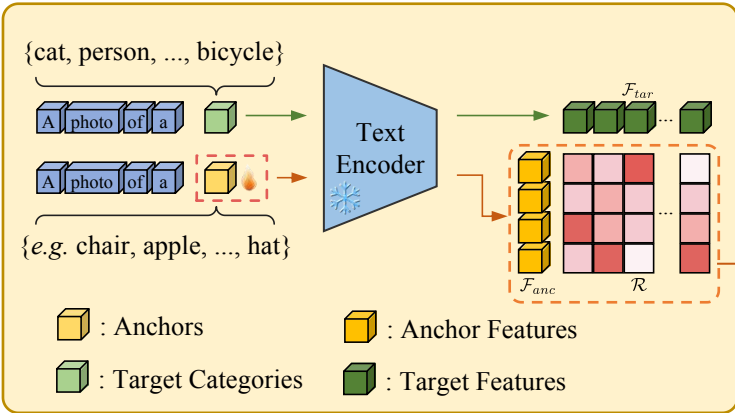 {cat, person, ..., bicycle}
A photo of a
Text
Encoder
F_tar
...
A photo of a
{e.g. chair, apple, ..., hat}
...
F_anc
R
: Anchors
: Anchor Features
: Target Categories
: Target Features